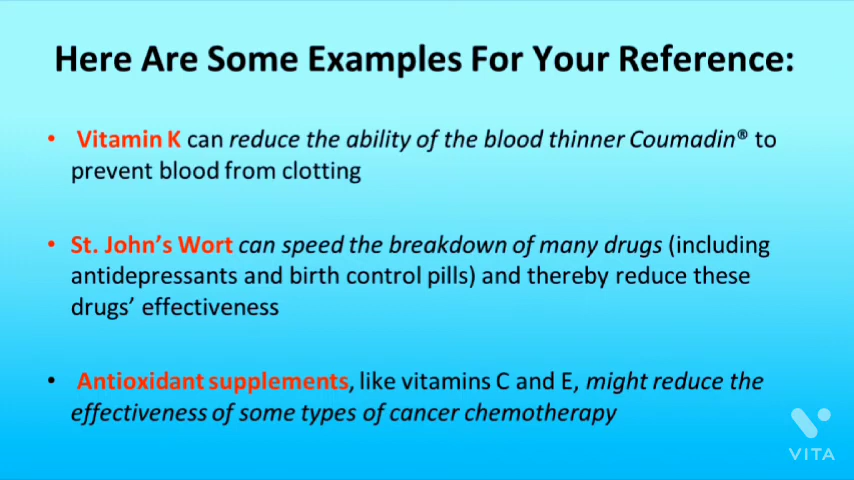 Here Are Some Examples For Your Reference:
• Vitamin K can reduce the ability of the blood thinner Coumadin® to
prevent blood from clotting
• St. John's Wort can speed the breakdown of many drugs (including
antidepressants and birth control pills) and thereby reduce these
drugs' effectiveness
• Antioxidant supplements, like vitamins C and E, might reduce the
effectiveness of some types of cancer chemotherapy
VITA